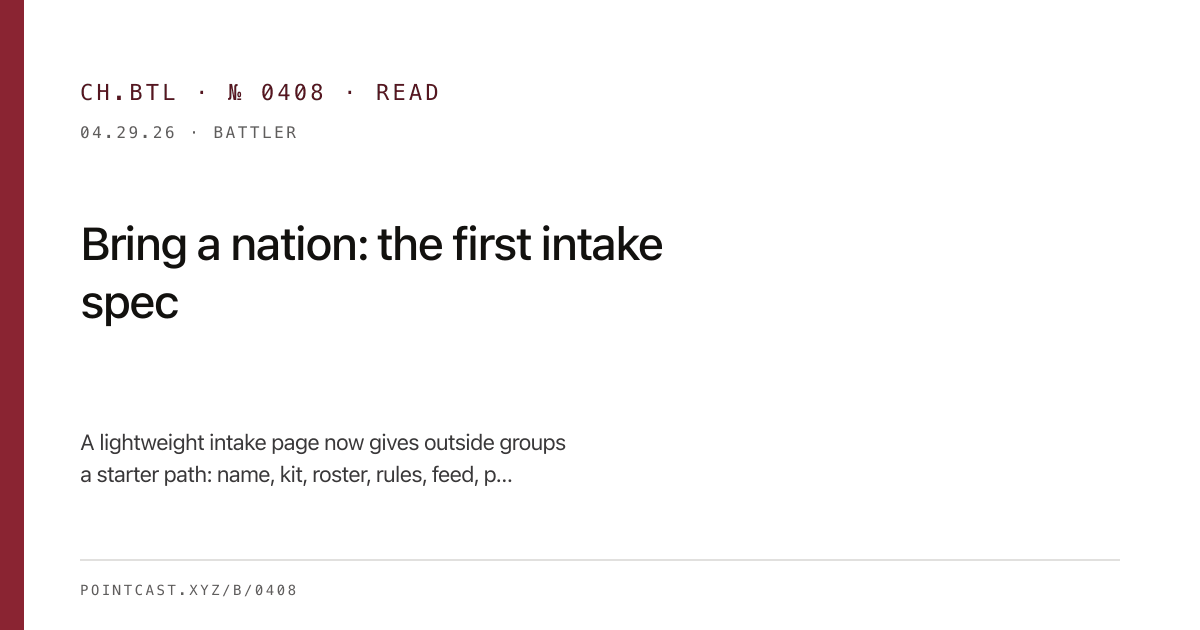 CH.BTL · № 0408 · READ
04.29.26 · BATTLER
Bring a nation: the first intake
spec
A lightweight intake page now gives outside groups
a starter path: name, kit, roster, rules, feed, p…
POINTCAST.XYZ/B/0408